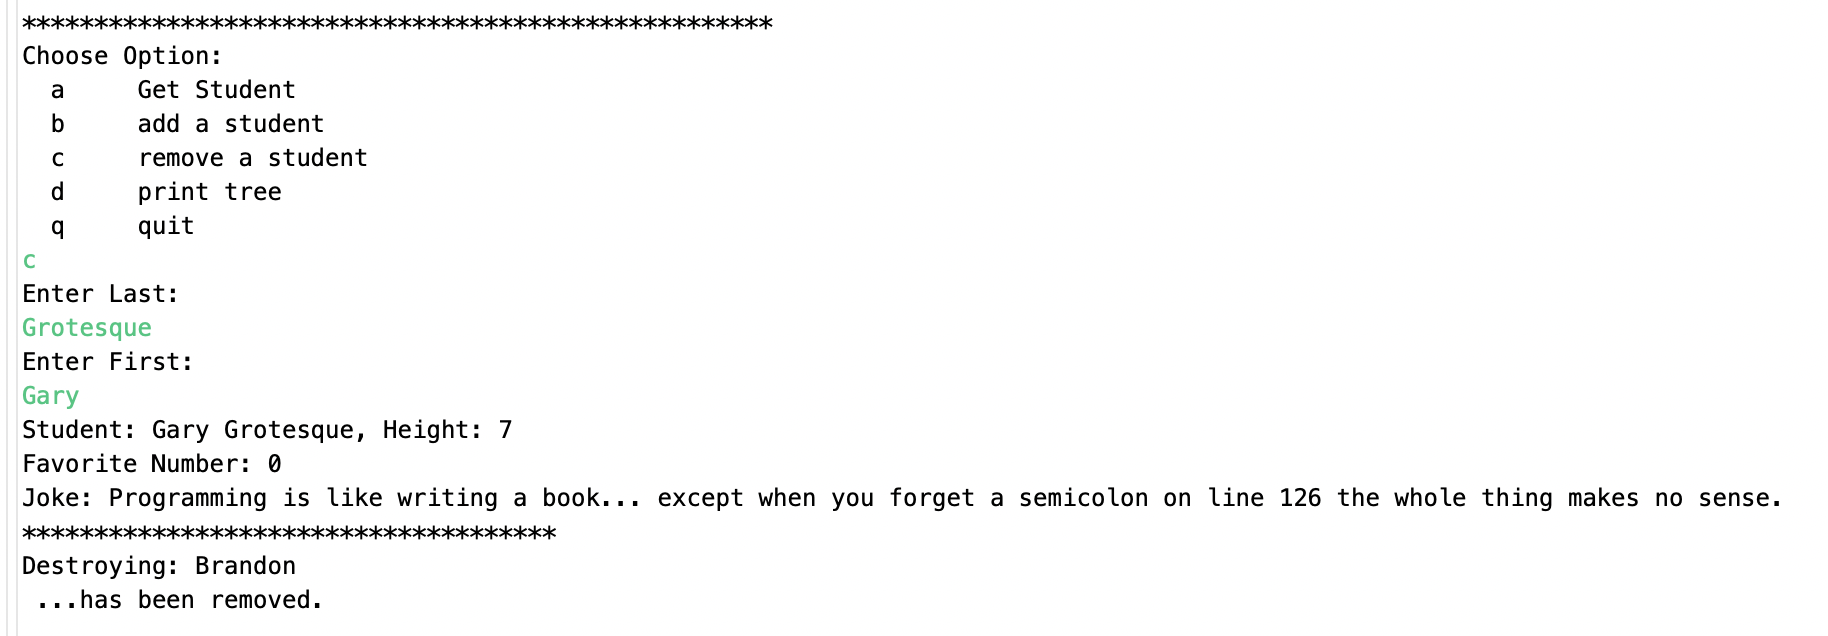 ****************************************************
Choose Option:
  a     Get Student
  b     add a student
  c     remove a student
  d     print tree
  q     quit
c
Enter Last:
Grotesque
Enter First:
Gary
Student: Gary Grotesque, Height: 7
Favorite Number: 0
Joke: Programming is like writing a book... except when you forget a semicolon on line 126 the whole thing makes no sense.
*************************************
Destroying: Brandon
 ...has been removed.